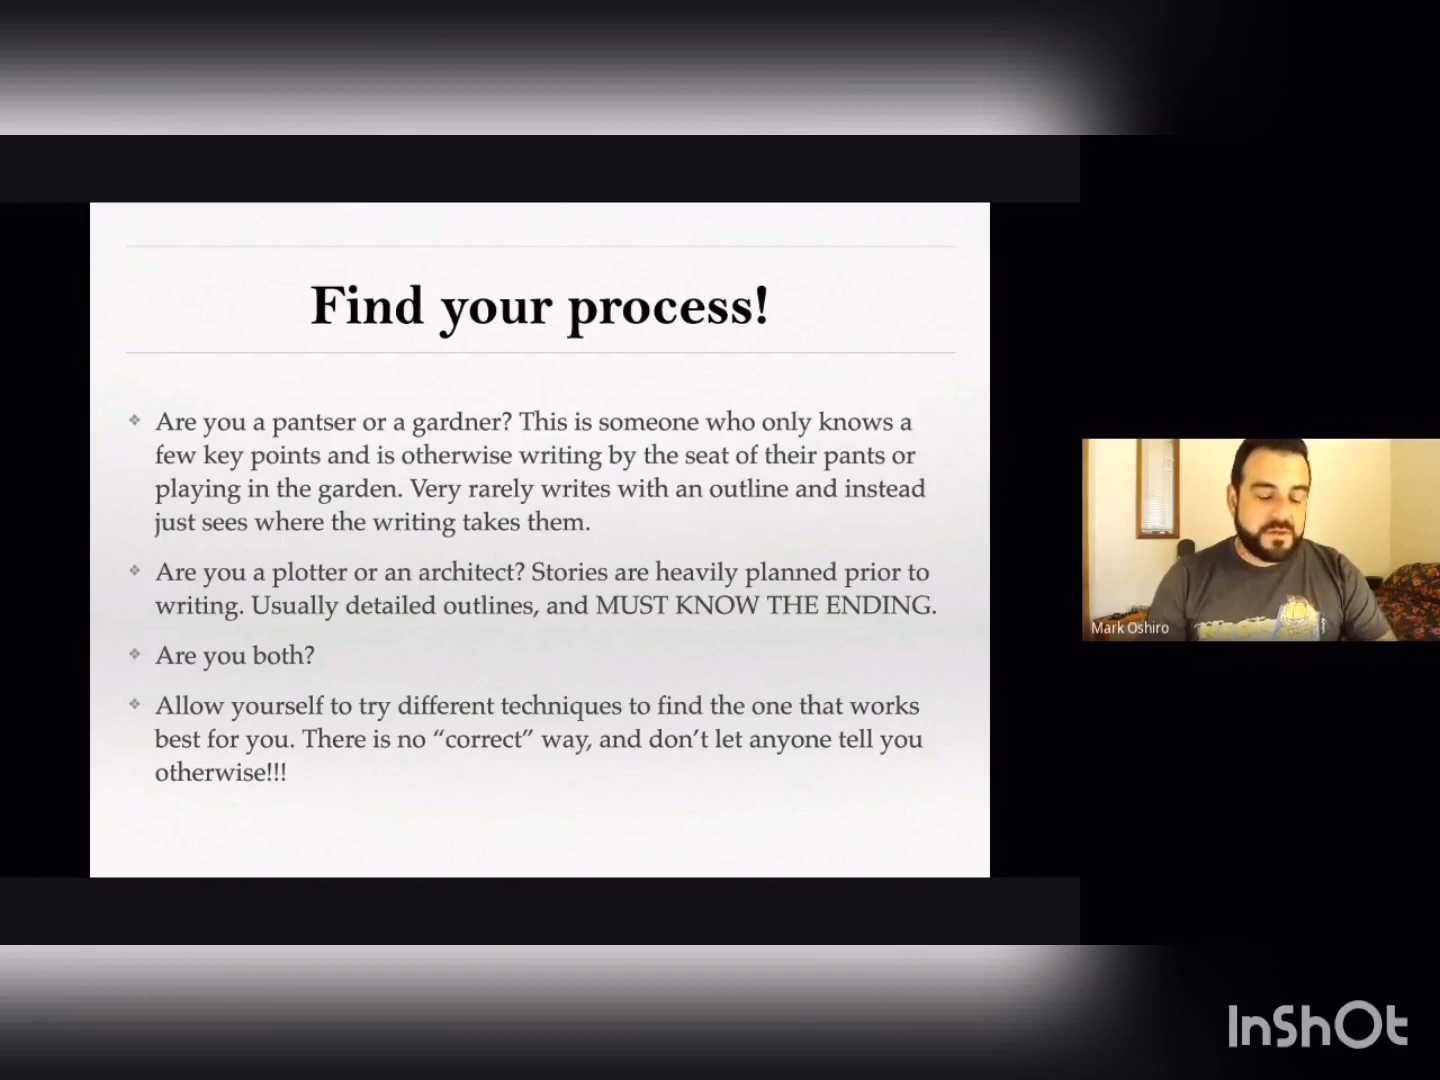 Find your process!
Are you a pantser or a gardner? This is someone who only knows a
few key points and is otherwise writing by the seat of their pants or
playing in the garden. Very rarely writes with an outline and instead
just sees where the writing takes them.
Are you a plotter or an architect? Stories are heavily planned prior to
writing. Usually detailed outlines, and MUST KNOW THE ENDING.
Are you both?
Allow yourself to try different techniques to find the one that works
best for you. There is no “correct” way, and don’t let anyone tell you
otherwise!!!
Mark Oshiro
InShOt